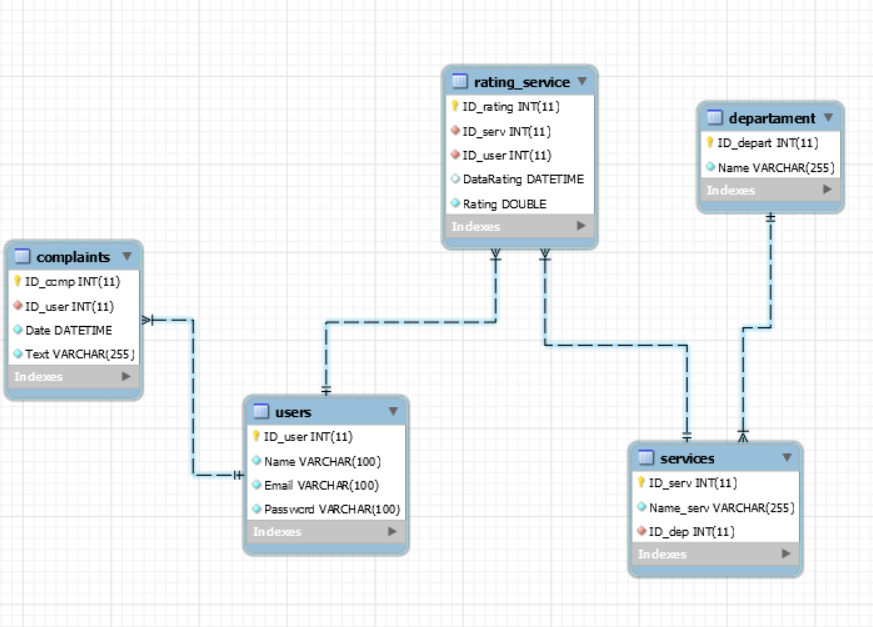 rating_service
ID_rating INT(11)
ID_serv INT(11)
ID_user INT(11)
DataRating DATETIME
Rating DOUBLE
Indexes
departament
ID_depart INT(11)
Name VARCHAR(255)
Indexes
complaints
ID_comp INT(11)
ID_user INT(11)
Date DATETIME
Text VARCHAR(255)
Indexes
users
ID_user INT(11)
Name VARCHAR(100)
Email VARCHAR(100)
Password VARCHAR(100)
Indexes
services
ID_serv INT(11)
Name_serv VARCHAR(255)
ID_dep INT(11)
Indexes